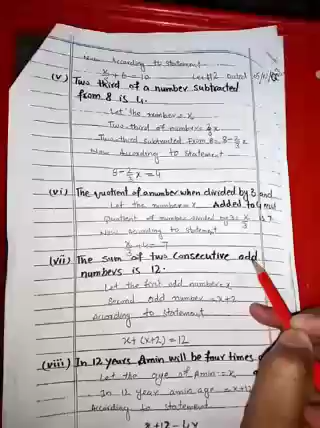 Now According to statement
x/2 + 6 = 10
(v) Two third of a number subtracted
from 8 is 4.
Let the number = x
Two third of number = 2/3 x
Two third subtracted from 8 = 8 - 2/3 x
Now According to statement
8 - 2/3 x = 4
(vi) The quotient of a number when divided by 3 and
Let the number = x Added to 4
Quotient of number divided by 3 = x/3 is 7
Now according to statement
x/3 + 4 = 7
(vii) The sum of two Consecutive odd
numbers is 12.
Let the first odd number = x
Second odd number = x+2
According to statement
x + (x+2) = 12
(viii) In 12 years Amin will be four times
Let the age of Amin = x
In 12 year amin age = x+12
According to statement
x+12 = 4x